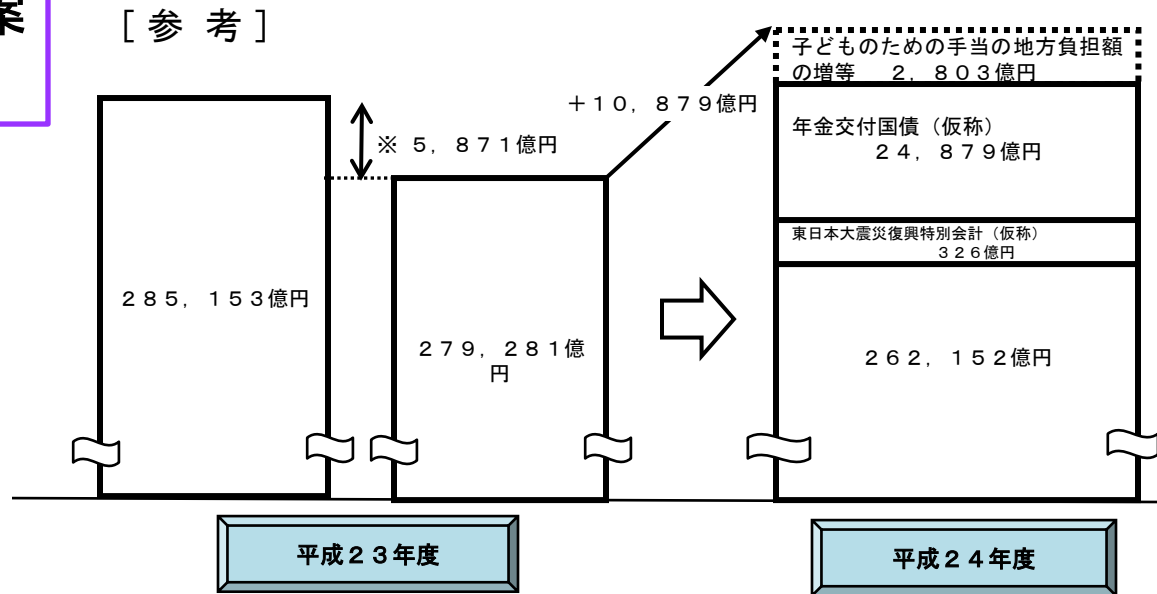 案
[ 参 考 ]
子どものための手当の地方負担額
の増等 2,803億円
+10,879億円
年金交付国債(仮称)
24,879億円
※ 5,871億円
東日本大震災復興特別会計(仮称)
326億円
285,153億円
279,281億
円
262,152億円
平成23年度
平成24年度